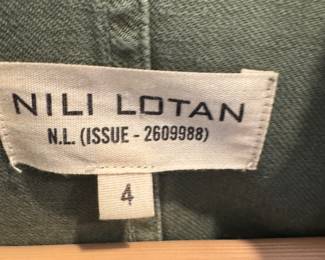 NILI LOTAN
N.L. (ISSUE - 2609988)
4